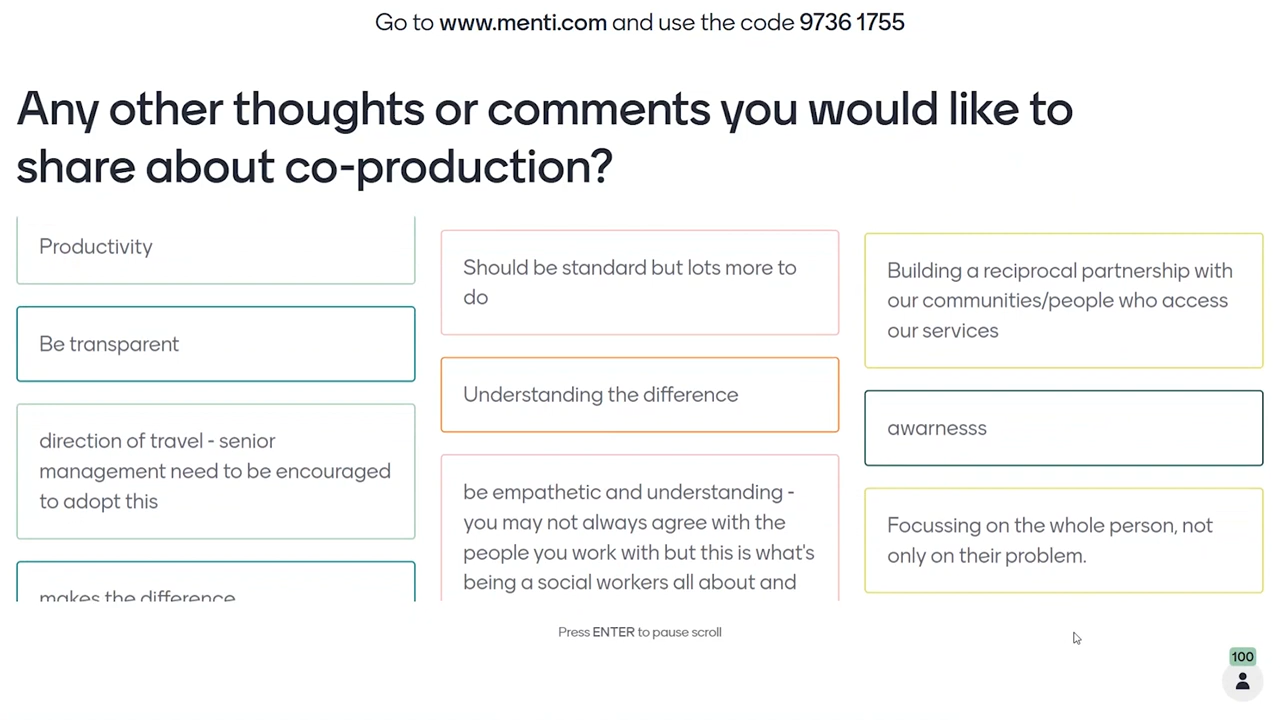 Go to www.menti.com and use the code 9736 1755
Any other thoughts or comments you would like to
share about co-production?
Productivity
Be transparent
direction of travel - senior
management need to be encouraged
to adopt this
makes the difference
Should be standard but lots more to
do
Understanding the difference
be empathetic and understanding -
you may not always agree with the
people you work with but this is what's
being a social workers all about and
Building a reciprocal partnership with
our communities/people who access
our services
awarnesss
Focussing on the whole person, not
only on their problem.
Press ENTER to pause scroll
100